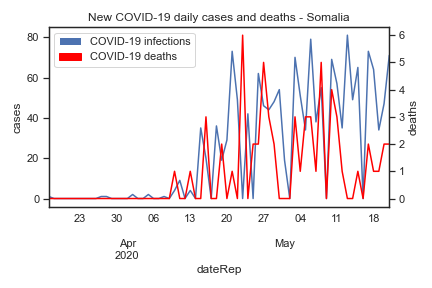 New COVID-19 daily cases and deaths - Somalia
COVID-19 infections
COVID-19 deaths
80
60
40
20
0
cases
6
5
4
3
2
1
0
deaths
23 30 06 13 20 27 04 11 18
Apr May
2020
dateRep